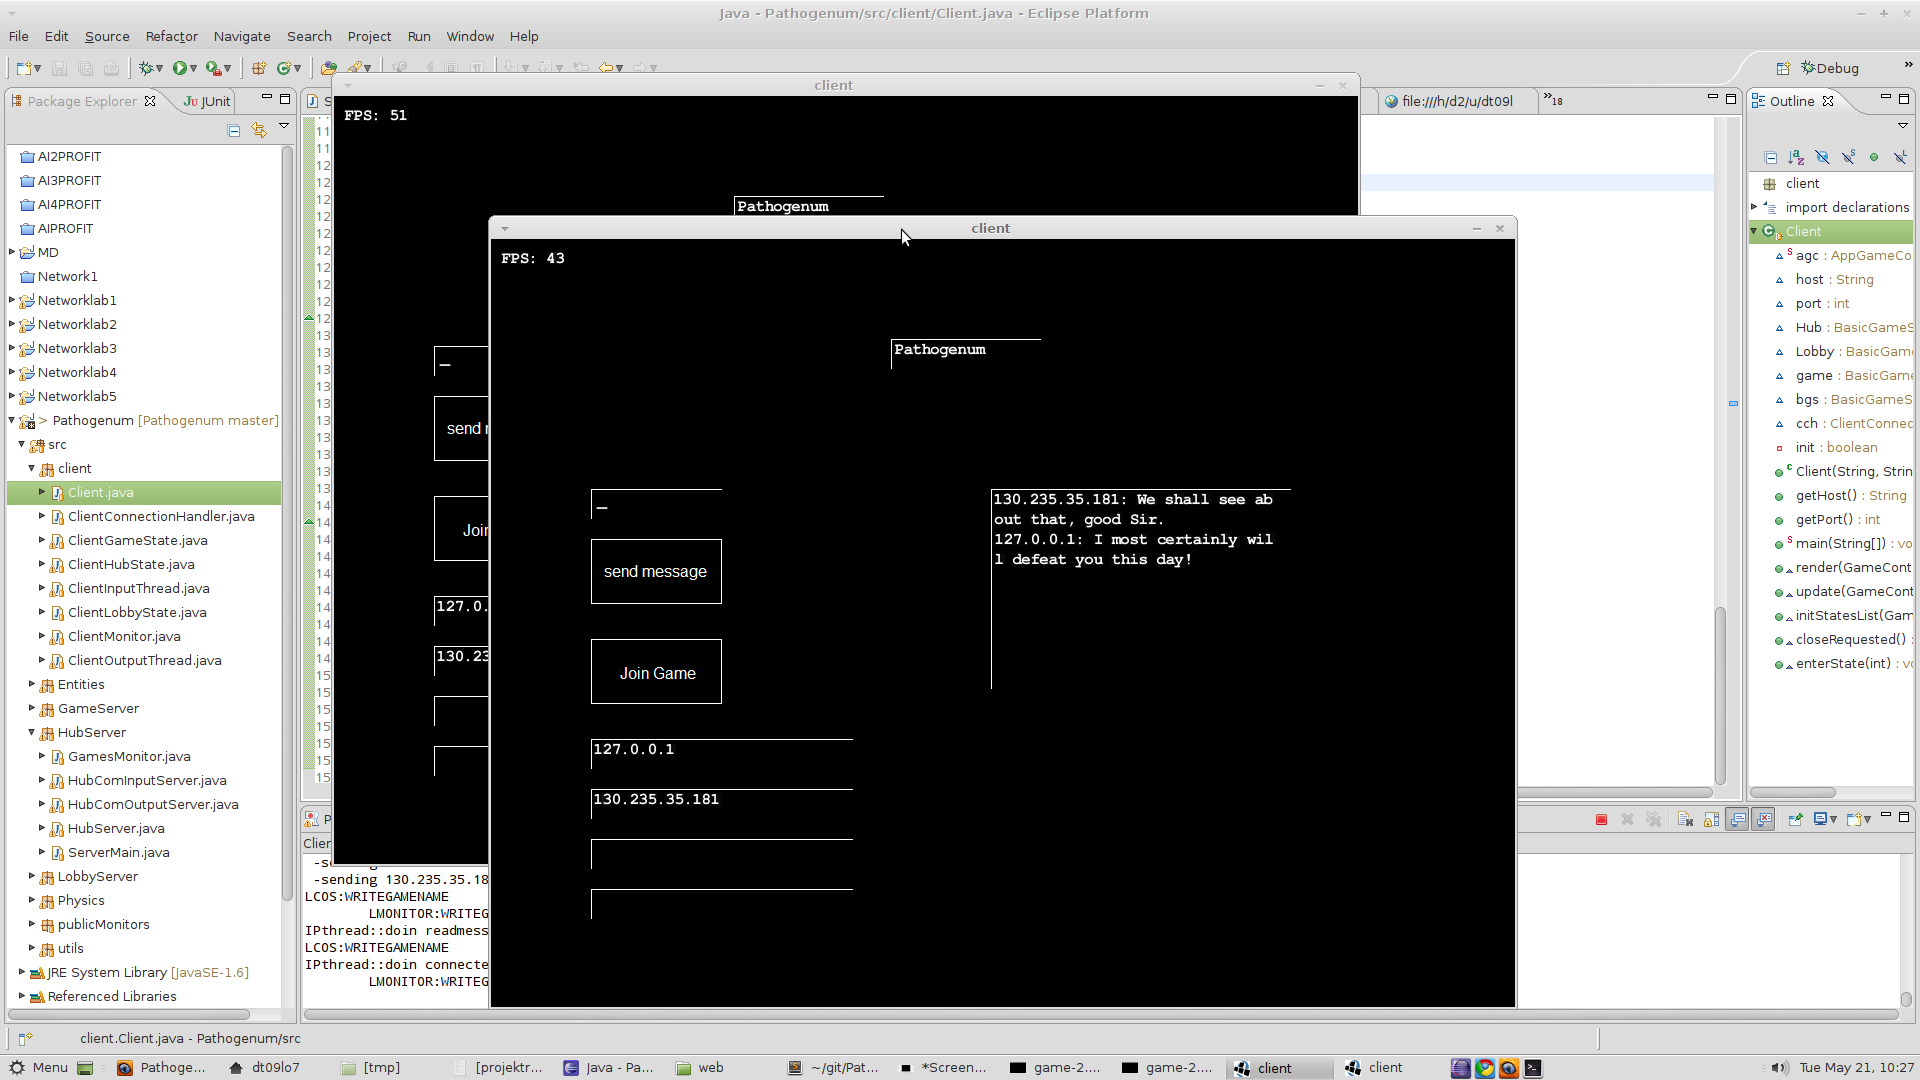 Java - Pathogenum/src/client/Client.java - Eclipse Platform
File Edit Source Refactor Navigate Search Project Run Window Help
Debug
Package Explorer JUnit
AI2PROFIT
AI3PROFIT
AI4PROFIT
AIPROFIT
MD
Network1
Networklab1
Networklab2
Networklab3
Networklab4
Networklab5
> Pathogenum [Pathogenum master]
src
client
Client.java
ClientConnectionHandler.java
ClientGameState.java
ClientHubState.java
ClientInputThread.java
ClientLobbyState.java
ClientMonitor.java
ClientOutputThread.java
Entities
GameServer
HubServer
GamesMonitor.java
HubComInputServer.java
HubComOutputServer.java
HubServer.java
ServerMain.java
LobbyServer
Physics
publicMonitors
utils
JRE System Library [JavaSE-1.6]
Referenced Libraries
client
FPS: 51
Pathogenum
_
send
Join
127.0.
130.23
client
FPS: 43
Pathogenum
_
send message
Join Game
127.0.0.1
130.235.35.181
130.235.35.181: We shall see ab
out that, good Sir.
127.0.0.1: I most certainly wil
l defeat you this day!
file:///h/d2/u/dt09l
»18
Outline
client
import declarations
Client
agc : AppGameCo
host : String
port : int
Hub : BasicGameS
Lobby : BasicGam
game : BasicGame
bgs : BasicGameS
cch : ClientConnec
init : boolean
Client(String, Strin
getHost() : String
getPort() : int
main(String[]) : vo
render(GameCont
update(GameCont
initStatesList(Gam
closeRequested() :
enterState(int) : vo
Clien
-sending 130.235.35.18
LCOS:WRITEGAMENAME
LMONITOR:WRITEG
IPthread::doin readmess
LCOS:WRITEGAMENAME
IPthread::doin connecte
LMONITOR:WRITEG
client.Client.java - Pathogenum/src
Menu Pathoge... dt09lo7 [tmp] [projektr... Java - Pa... web ~/git/Pat... *Screen... game-2.... game-2.... client client Tue May 21, 10:27